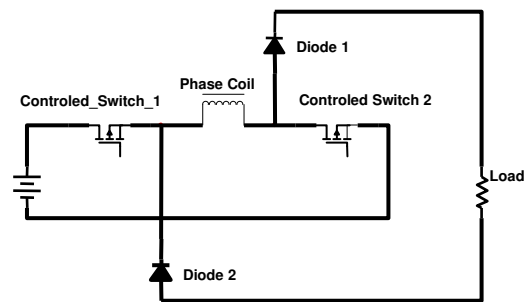 Diode 1
Phase Coil
Controled_Switch_1
Controled Switch 2
Load
Diode 2